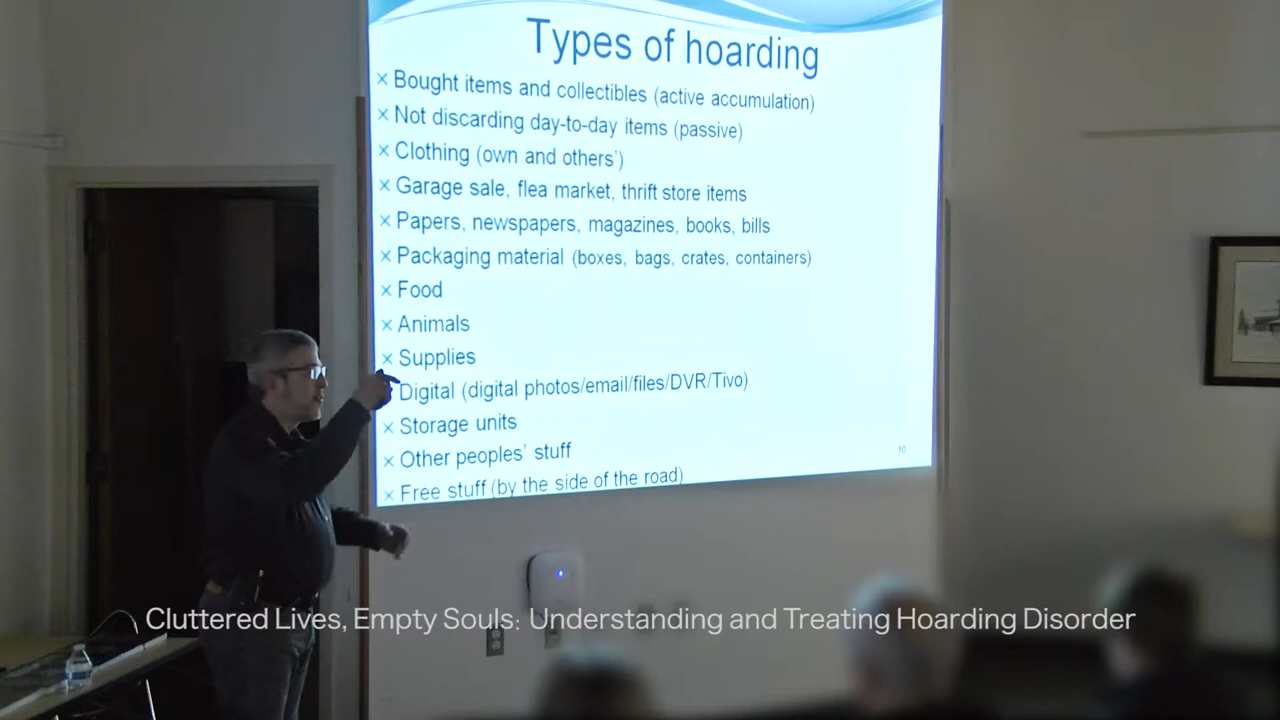 Types of hoarding
× Bought items and collectibles (active accumulation)
× Not discarding day-to-day items (passive)
× Clothing (own and others’)
× Garage sale, flea market, thrift store items
× Papers, newspapers, magazines, books, bills
× Packaging material (boxes, bags, crates, containers)
× Food
× Animals
× Supplies
Digital (digital photos/email/files/DVR/Tivo)
× Storage units
× Other peoples’ stuff
× Free stuff (by the side of the road)
10
Cluttered Lives, Empty Souls: Understanding and Treating Hoarding Disorder